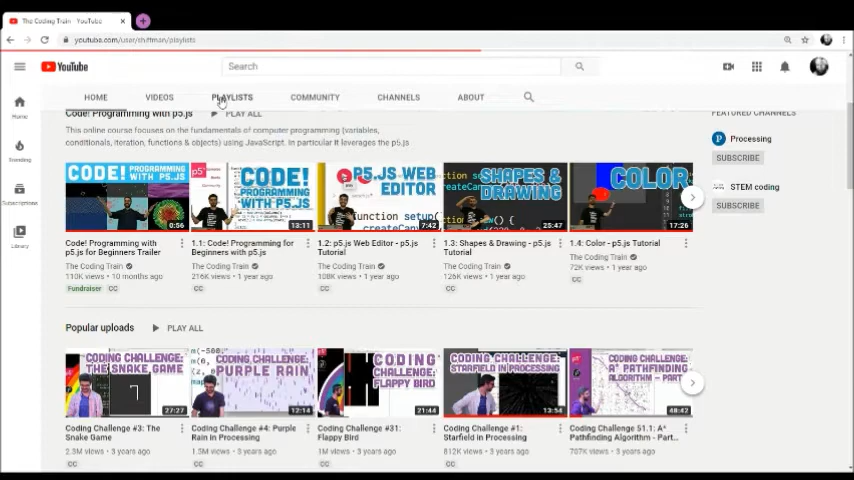 The Coding Train - YouTube
youtube.com/user/shiffman/playlists
YouTube
Search
HOME VIDEOS PLAYLISTS COMMUNITY CHANNELS ABOUT
Code! Programming with p5.js PLAY ALL
FEATURED CHANNELS
This online course focuses on the fundamentals of computer programming (variables,
conditionals, iteration, functions & objects) using JavaScript. In particular it leverages the p5.js
Home
Trending
Subscriptions
Library
Processing
SUBSCRIBE
STEM coding
SUBSCRIBE
CODE! PROGRAMMING WITH P5.JS
0:56
CODE! PROGRAMMING WITH P5.JS
13:11
P5.JS WEB EDITOR
function setup(
createCanv
7:42
SHAPES & DRAWING
25:47
COLOR
17:26
Code! Programming with
p5.js for Beginners Trailer
The Coding Train
110K views • 10 months ago
Fundraiser CC
1.1: Code! Programming for
Beginners with p5.js
The Coding Train
216K views • 1 year ago
CC
1.2: p5.js Web Editor - p5.js
Tutorial
The Coding Train
108K views • 1 year ago
CC
1.3: Shapes & Drawing - p5.js
Tutorial
The Coding Train
126K views • 1 year ago
CC
1.4: Color - p5.js Tutorial
The Coding Train
72K views • 1 year ago
CC
Popular uploads PLAY ALL
CODING CHALLENGE:
THE SNAKE GAME
27:27
CODING CHALLENGE:
PURPLE RAIN
12:14
CODING
CHALLENGE:
FLAPPY BIRD
21:44
CODING CHALLENGE:
STARFIELD IN PROCESSING
13:54
CODING CHALLENGE:
A* PATHFINDING
ALGORITHM - PART
48:42
Coding Challenge #3: The
Snake Game
2.3M views • 3 years ago
CC
Coding Challenge #4: Purple
Rain in Processing
1.5M views • 3 years ago
CC
Coding Challenge #31:
Flappy Bird
1M views • 3 years ago
CC
Coding Challenge #1:
Starfield in Processing
812K views • 3 years ago
CC
Coding Challenge 51.1: A*
Pathfinding Algorithm - Part...
787K views • 3 years ago
CC